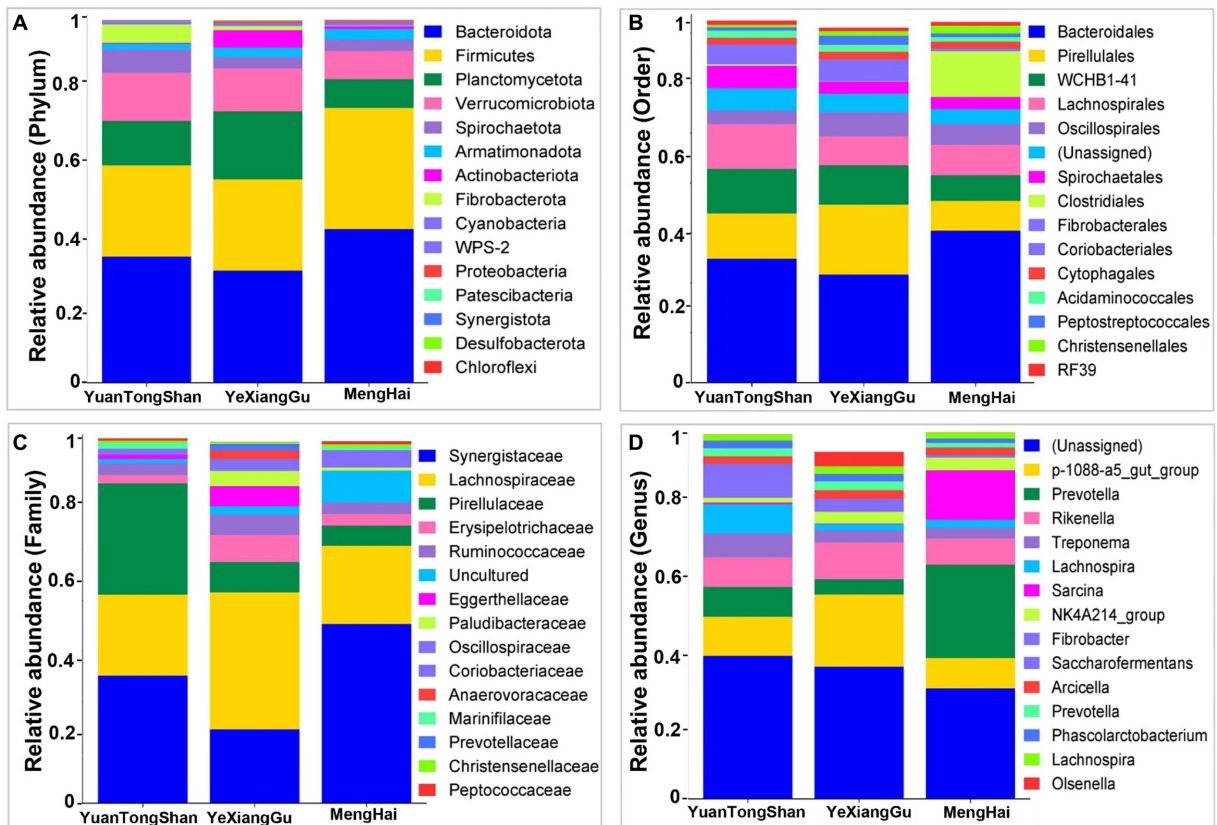 A
Relative abundance (Phylum)
1
0.8
0.6
0.4
0.2
0
YuanTongShan
YeXiangGu
MengHai
Bacteroidota
Firmicutes
Planctomycetota
Verrucomicrobiota
Spirochaetota
Armatimonadota
Actinobacteriota
Fibrobacterota
Cyanobacteria
WPS-2
Proteobacteria
Patescibacteria
Synergistota
Desulfobacterota
Chloroflexi
B
Relative abundance (Order)
1
0.8
0.6
0.4
0.2
0
YuanTongShan
YeXiangGu
MengHai
Bacteroidales
Pirellulales
WCHB1-41
Lachnospirales
Oscillospirales
(Unassigned)
Spirochaetales
Clostridiales
Fibrobacterales
Coriobacteriales
Cytophagales
Acidaminococcales
Peptostreptococcales
Christensenellales
RF39
C
Relative abundance (Family)
1
0.8
0.6
0.4
0.2
0
YuanTongShan
YeXiangGu
MengHai
Synergistaceae
Lachnospiraceae
Pirellulaceae
Erysipelotrichaceae
Ruminococcaceae
Uncultured
Eggerthellaceae
Paludibacteraceae
Oscillospiraceae
Coriobacteriaceae
Anaerovoracaceae
Marinifilaceae
Prevotellaceae
Christensenellaceae
Peptococcaceae
D
Relative abundance (Genus)
1
0.8
0.6
0.4
0.2
0
YuanTongShan
YeXiangGu
MengHai
(Unassigned)
p-1088-a5_gut_group
Prevotella
Rikenella
Treponema
Lachnospira
Sarcina
NK4A214_group
Fibrobacter
Saccharofermentans
Arcicella
Prevotella
Phascolarctobacterium
Lachnospira
Olsenella